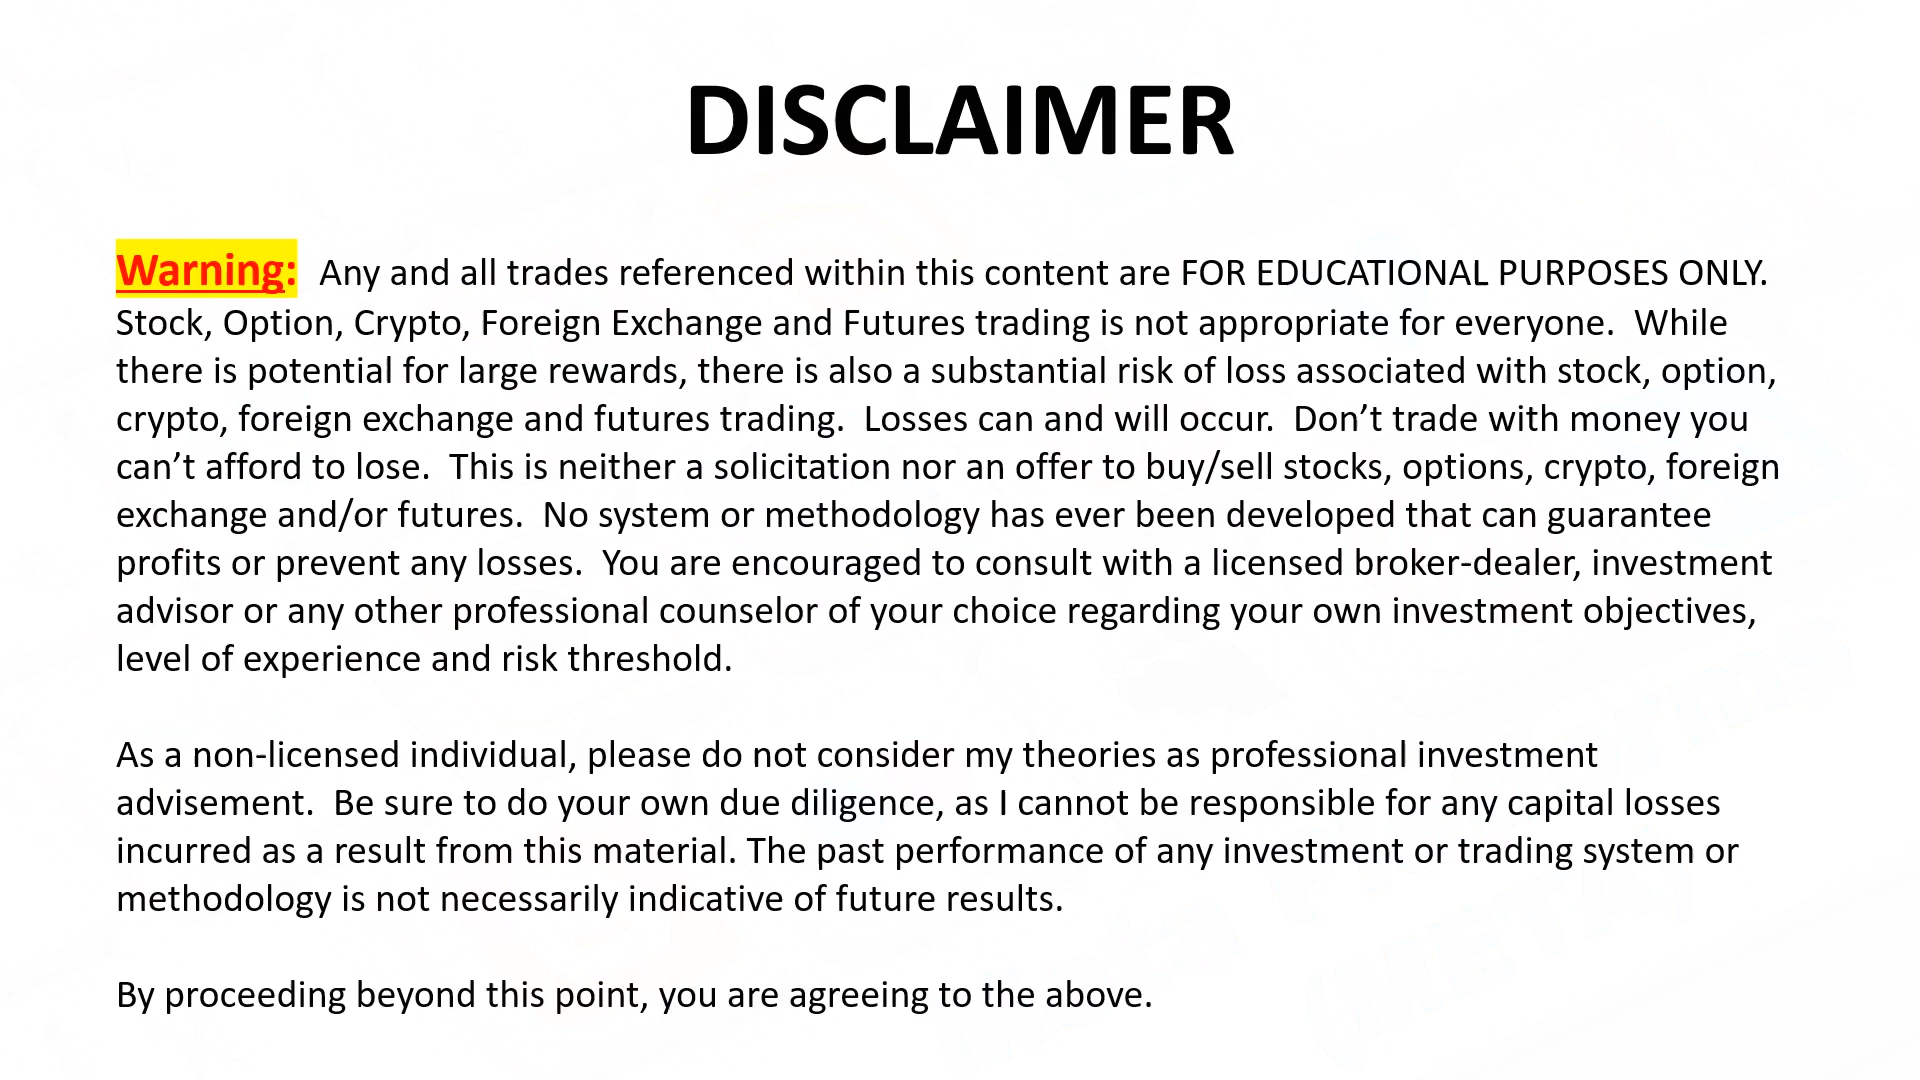 DISCLAIMER
Warning:  Any and all trades referenced within this content are FOR EDUCATIONAL PURPOSES ONLY.
Stock, Option, Crypto, Foreign Exchange and Futures trading is not appropriate for everyone.  While
there is potential for large rewards, there is also a substantial risk of loss associated with stock, option,
crypto, foreign exchange and futures trading.  Losses can and will occur.  Don’t trade with money you
can’t afford to lose.  This is neither a solicitation nor an offer to buy/sell stocks, options, crypto, foreign
exchange and/or futures.  No system or methodology has ever been developed that can guarantee
profits or prevent any losses.  You are encouraged to consult with a licensed broker-dealer, investment
advisor or any other professional counselor of your choice regarding your own investment objectives,
level of experience and risk threshold.
As a non-licensed individual, please do not consider my theories as professional investment
advisement.  Be sure to do your own due diligence, as I cannot be responsible for any capital losses
incurred as a result from this material. The past performance of any investment or trading system or
methodology is not necessarily indicative of future results.
By proceeding beyond this point, you are agreeing to the above.